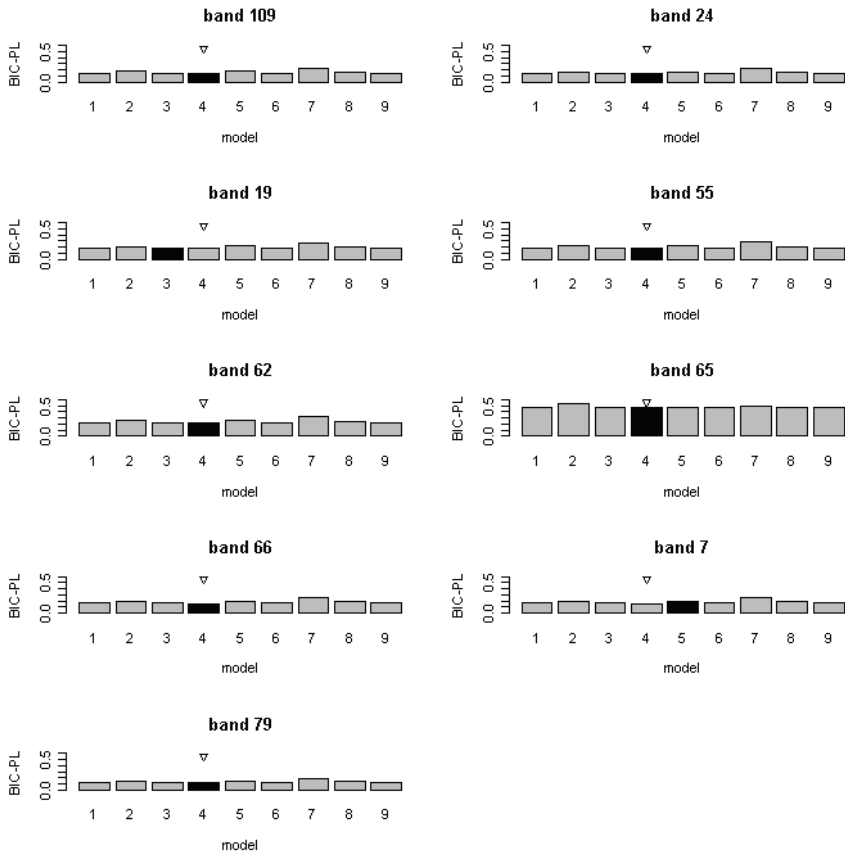 band 109
BIC-PL
0.5
0.0
1 2 3 4 5 6 7 8 9
model
band 24
BIC-PL
0.5
0.0
1 2 3 4 5 6 7 8 9
model
band 19
BIC-PL
0.5
0.0
1 2 3 4 5 6 7 8 9
model
band 55
BIC-PL
0.5
0.0
1 2 3 4 5 6 7 8 9
model
band 62
BIC-PL
0.5
0.0
1 2 3 4 5 6 7 8 9
model
band 65
BIC-PL
0.5
0.0
1 2 3 4 5 6 7 8 9
model
band 66
BIC-PL
0.5
0.0
1 2 3 4 5 6 7 8 9
model
band 7
BIC-PL
0.5
0.0
1 2 3 4 5 6 7 8 9
model
band 79
BIC-PL
0.5
0.0
1 2 3 4 5 6 7 8 9
model